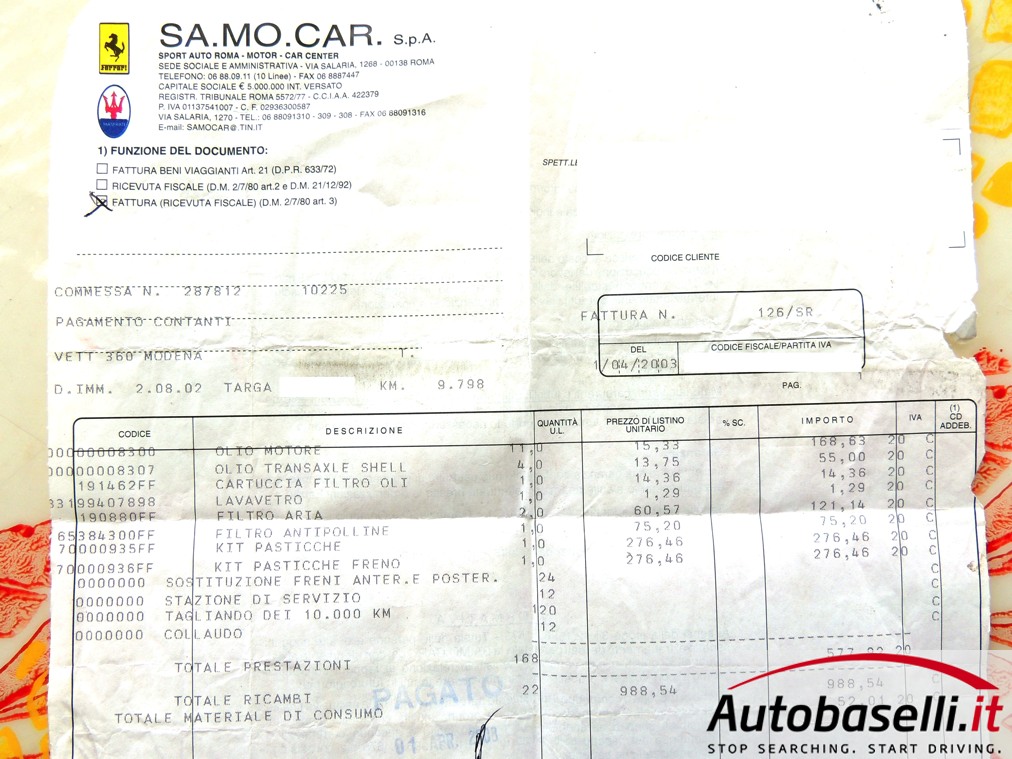 Ferrari
MASERATI
SA.MO.CAR. S.p.A.
SPORT AUTO ROMA - MOTOR - CAR CENTER
SEDE SOCIALE E AMMINISTRATIVA - VIA SALARIA, 1268 - 00138 ROMA
TELEFONO: 06 88.09.11 (10 Linee) - FAX 06 8887447
CAPITALE SOCIALE € 5.000.000 INT. VERSATO
REGISTR. TRIBUNALE ROMA 5572/77 - C.C.I.A.A. 422379
P. IVA 01137541007 - C. F. 02936300587
VIA SALARIA, 1270 - TEL.: 06 88091310 - 309 - 308 - FAX 06 88091316
E-mail: SAMOCAR@.TIN.IT
1) FUNZIONE DEL DOCUMENTO:
FATTURA BENI VIAGGIANTI Art. 21 (D.P.R. 633/72)
RICEVUTA FISCALE (D.M. 2/7/80 art.2 e D.M. 21/12/92)
FATTURA (RICEVUTA FISCALE) (D.M. 2/7/80 art. 3)
SPETT.LE
CODICE CLIENTE
COMMESSA N. 287812 10225
PAGAMENTO CONTANTI
VETT 360 MODENA T.
D.IMM. 2.08.02 TARGA KM. 9.798
FATTURA N. 126/SR
DEL CODICE FISCALE/PARTITA IVA
1/04/2003
PAG.
CODICE DESCRIZIONE QUANTITÀ U.L. PREZZO DI LISTINO UNITARIO % SC. IMPORTO IVA (1) CD ADDEB.
00000008300 OLIO MOTORE 11,0 15,33 168,63 20 C
00000008307 OLIO TRANSAXLE SHELL 4,0 13,75 55,00 20 C
191462FF CARTUCCIA FILTRO OLI 1,0 14,36 14,36 20 C
83199407898 LAVAVETRO 1,0 1,29 1,29 20 C
190880FF FILTRO ARIA 2,0 60,57 121,14 20 C
65384300FF FILTRO ANTIPOLLINE 1,0 75,20 75,20 20 C
70000935FF KIT PASTICCHE 1,0 276,46 276,46 20 C
70000936FF KIT PASTICCHE FRENO 1,0 276,46 276,46 20 C
0000000 SOSTITUZIONE FRENI ANTER.E POSTER. 24 C
0000000 STAZIONE DI SERVIZIO 12 C
0000000 TAGLIANDO DEI 10.000 KM 120 C
0000000 COLLAUDO 12 C
TOTALE PRESTAZIONI 168 20
TOTALE RICAMBI 22 988,54 988,54
TOTALE MATERIALE DI CONSUMO 20
PAGATO
01 APR. 2003
Autobaselli.it
STOP SEARCHING. START DRIVING.